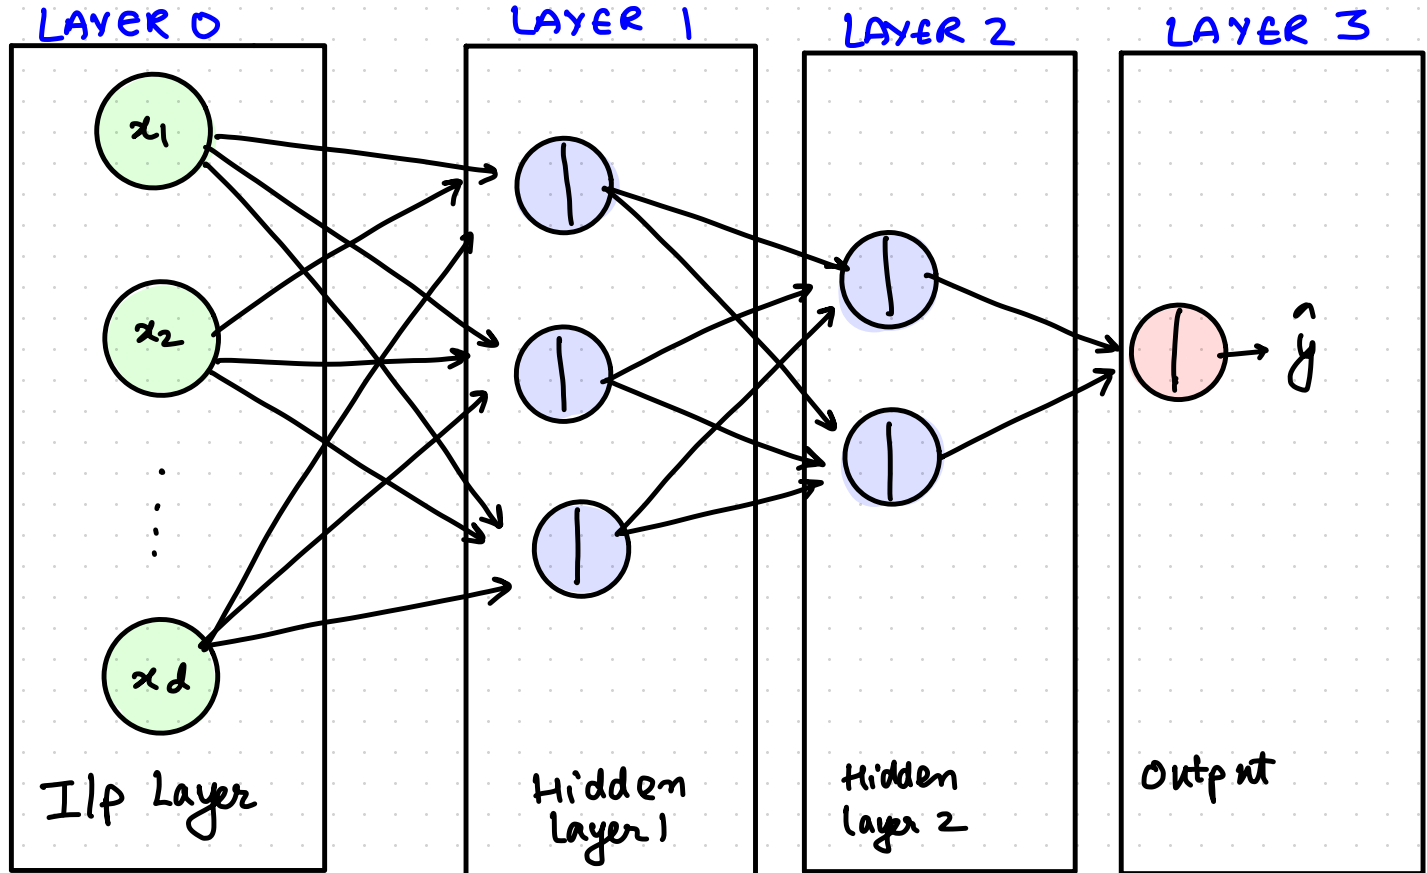 LAYER 0
LAYER 1
LAYER 2
LAYER 3
x1
x2
xd
ŷ
I/p Layer
Hidden
Layer 1
Hidden
layer 2
Output